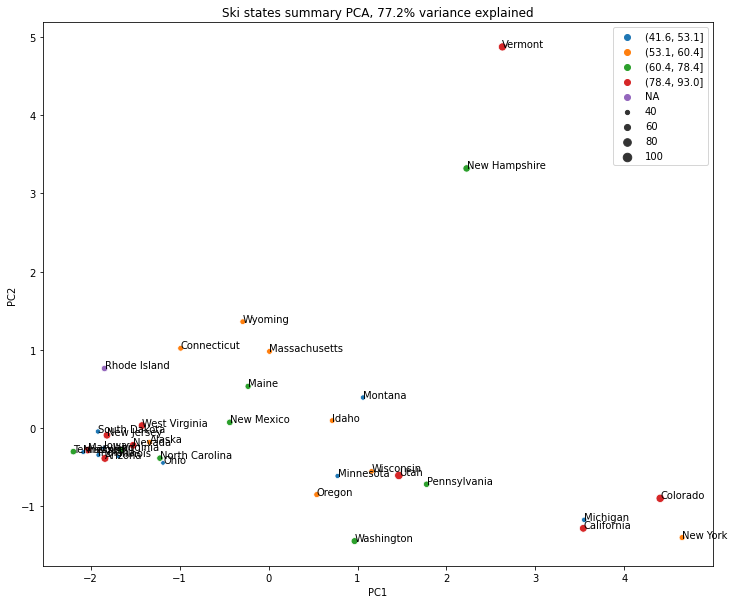 Ski states summary PCA, 77.2% variance explained
5
4
3
2
1
0
−1
PC2
(41.6, 53.1]
(53.1, 60.4]
(60.4, 78.4]
(78.4, 93.0]
NA
40
60
80
100
Vermont
New Hampshire
Wyoming
Connecticut
Massachusetts
Rhode Island
Maine
Montana
New Mexico
Idaho
West Virginia
South Dakota
New Jersey
Nevada
Alaska
Arizona
North Carolina
Ohio
Minnesota
Wisconsin
Utah
Pennsylvania
Oregon
Colorado
Michigan
California
New York
Washington
−2
−1
0
1
2
3
4
PC1